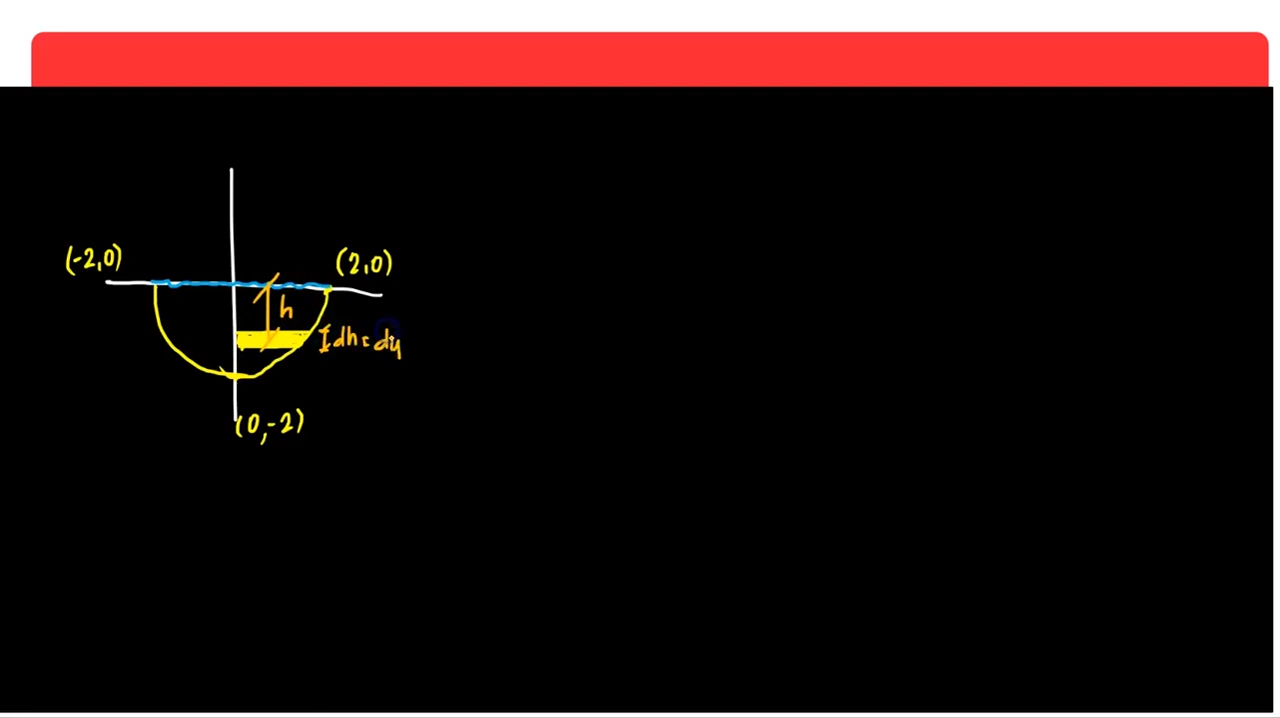 (-2,0)
(2,0)
h
dh = dy
(0,-2)